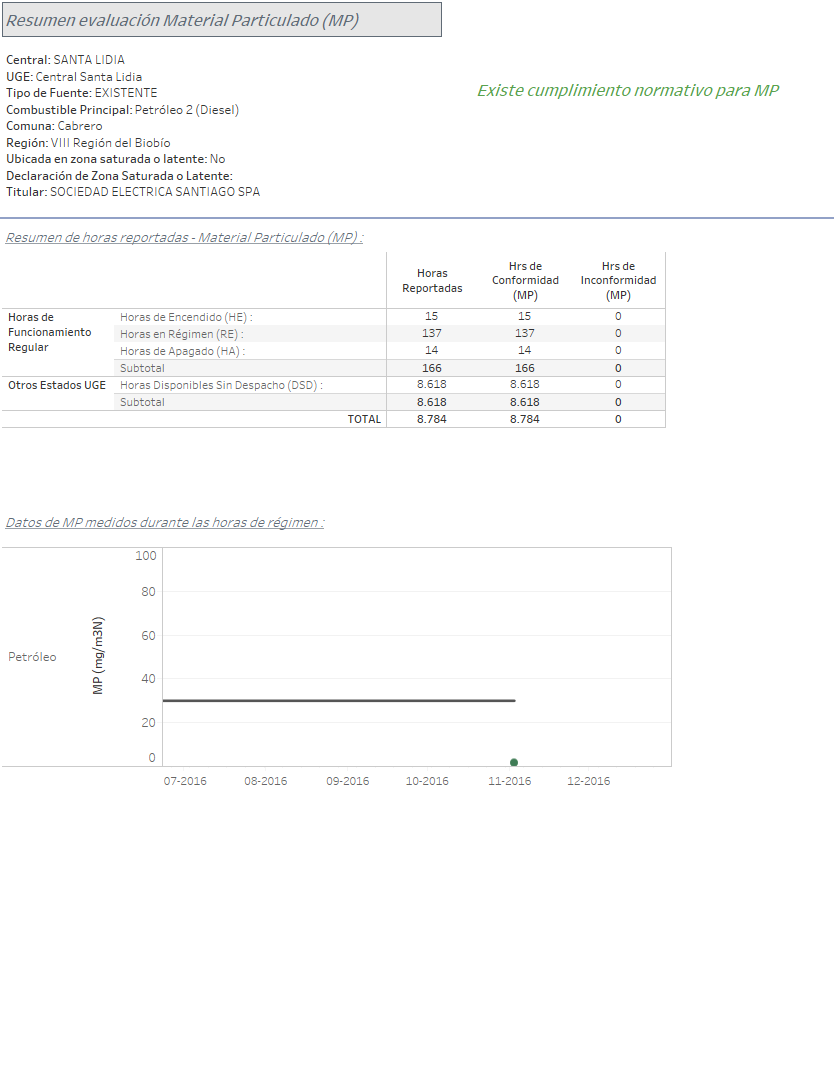 Resumen evaluación Material Particulado (MP)
Central: SANTA LIDIA
UGE: Central Santa Lidia
Tipo de Fuente: EXISTENTE
Combustible Principal: Petróleo 2 (Diesel)
Comuna: Cabrero
Región: VIII Región del Biobío
Ubicada en zona saturada o latente: No
Declaración de Zona Saturada o Latente:
Titular: SOCIEDAD ELECTRICA SANTIAGO SPA
Existe cumplimiento normativo para MP
Resumen de horas reportadas - Material Particulado (MP) :
Horas Reportadas Hrs de Conformidad (MP) Hrs de Inconformidad (MP)
Horas de Funcionamiento Regular Horas de Encendido (HE) : 15 15 0
Horas en Régimen (RE) : 137 137 0
Horas de Apagado (HA) : 14 14 0
Subtotal 166 166 0
Otros Estados UGE Horas Disponibles Sin Despacho (DSD) : 8.618 8.618 0
Subtotal 8.618 8.618 0
TOTAL 8.784 8.784 0
Datos de MP medidos durante las horas de régimen :
Petróleo
MP (mg/m3N)
100
80
60
40
20
0
07-2016 08-2016 09-2016 10-2016 11-2016 12-2016